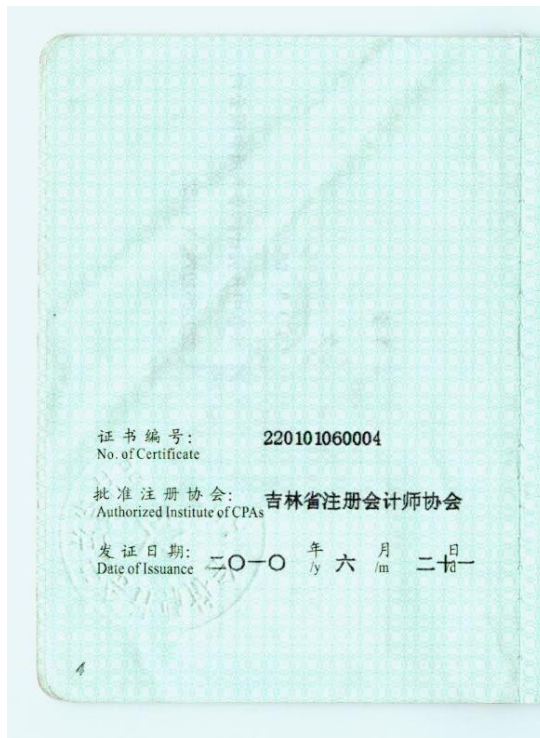 证书编号: 220101060004
No. of Certificate
批准注册协会: 吉林省注册会计师协会
Authorized Institute of CPAs
发证日期: 二〇一〇 年 六 月 二十一 日
Date of Issuance /y /m /d
4